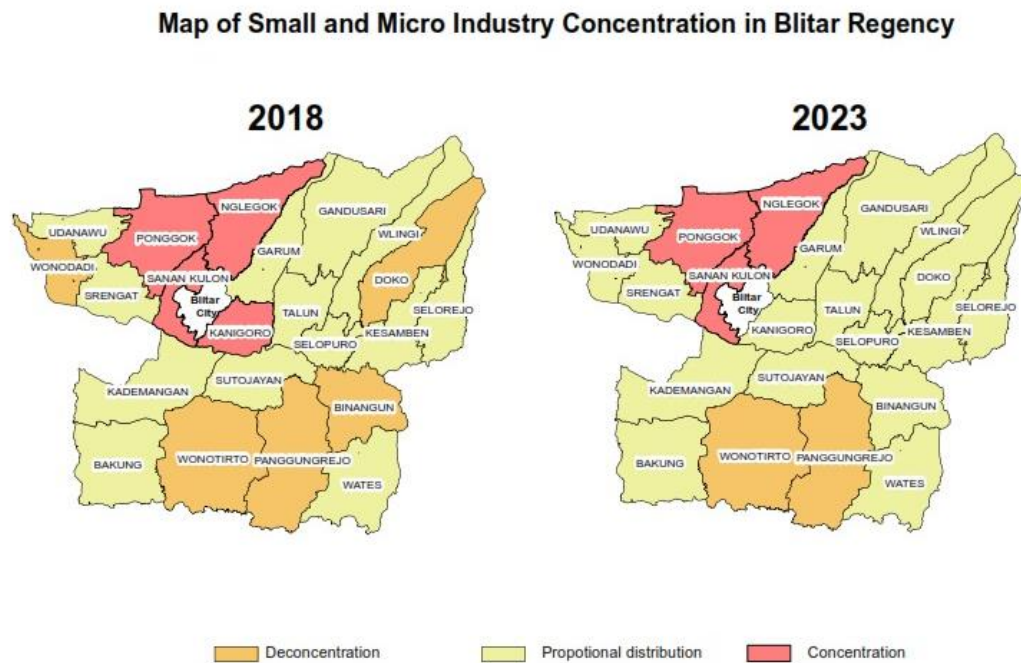 Map of Small and Micro Industry Concentration in Blitar Regency
2018
NGLEGOK
GANDUSARI
UDANAWU
PONGGOK
WLINGI
GARUM
WONODADI
SANAN KULON
DOKO
SRENGAT
Blitar
City
TALUN
SELOREJO
KANIGORO
KESAMBEN
SELOPURO
SUTOJAYAN
KADEMANGAN
BINANGUN
BAKUNG
WONOTIRTO
PANGGUNGREJO
WATES
2023
NGLEGOK
GANDUSARI
UDANAWU
PONGGOK
WLINGI
GARUM
WONODADI
SANAN KULON
DOKO
SRENGAT
Blitar
City
TALUN
SELOREJO
KANIGORO
KESAMBEN
SELOPURO
SUTOJAYAN
KADEMANGAN
BINANGUN
BAKUNG
WONOTIRTO
PANGGUNGREJO
WATES
Deconcentration
Propotional distribution
Concentration